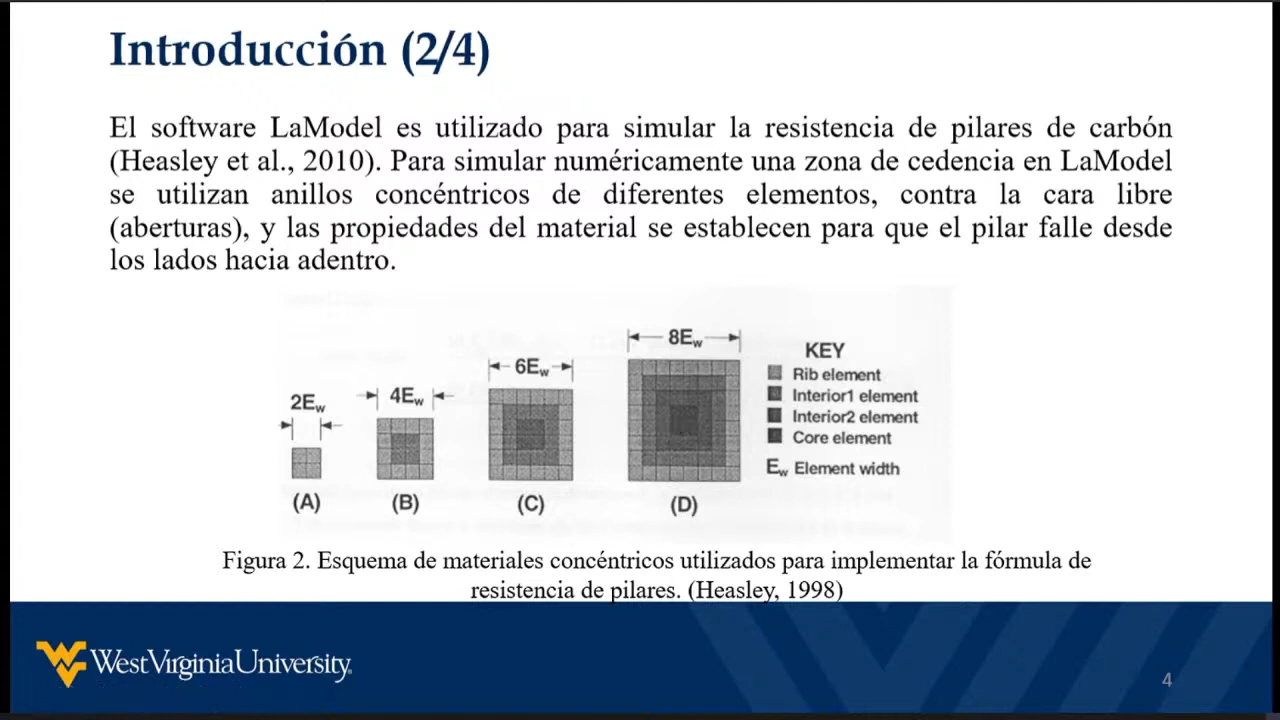 Introducción (2/4)
El software LaModel es utilizado para simular la resistencia de pilares de carbón
(Heasley et al., 2010). Para simular numéricamente una zona de cedencia en LaModel
se utilizan anillos concéntricos de diferentes elementos, contra la cara libre
(aberturas), y las propiedades del material se establecen para que el pilar falle desde
los lados hacia adentro.
2Ew
4Ew
6Ew
8Ew
(A)
(B)
(C)
(D)
KEY
Rib element
Interior1 element
Interior2 element
Core element
Ew Element width
Figura 2. Esquema de materiales concéntricos utilizados para implementar la fórmula de
resistencia de pilares. (Heasley, 1998)
WestVirginiaUniversity.
4